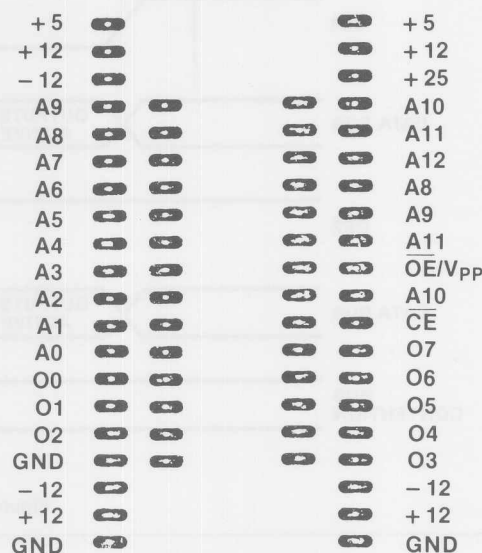 + 5 + 5
+ 12 + 12
− 12 + 25
A9 A10
A8 A11
A7 A12
A6 A8
A5 A9
A4 A11
A3 O̅E̅/VPP
A2 A10
A1 C̅E̅
A0 O7
O0 O6
O1 O5
O2 O4
GND O3
− 12 − 12
+ 12 + 12
GND GND